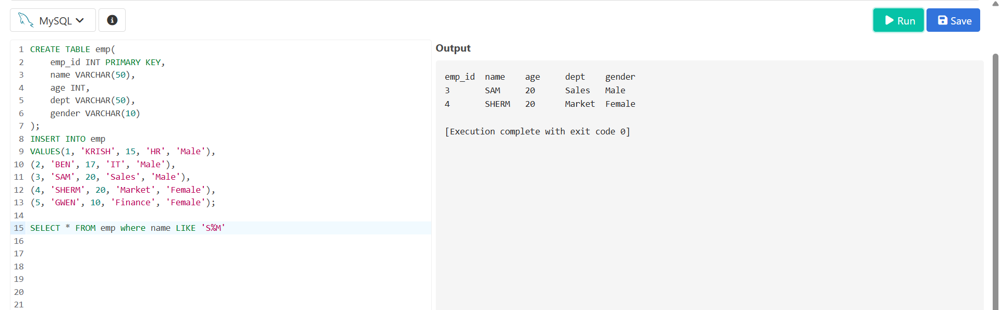 MySQL
Run
Save
1 CREATE TABLE emp(
2     emp_id INT PRIMARY KEY,
3     name VARCHAR(50),
4     age INT,
5     dept VARCHAR(50),
6     gender VARCHAR(10)
7 );
8 INSERT INTO emp
9 VALUES(1, 'KRISH', 15, 'HR', 'Male'),
10 (2, 'BEN', 17, 'IT', 'Male'),
11 (3, 'SAM', 20, 'Sales', 'Male'),
12 (4, 'SHERM', 20, 'Market', 'Female'),
13 (5, 'GWEN', 10, 'Finance', 'Female');
14
15 SELECT * FROM emp where name LIKE 'S%M'
16
17
18
19
20
21
Output
emp_id  name    age     dept    gender
3       SAM     20      Sales   Male
4       SHERM   20      Market  Female
[Execution complete with exit code 0]